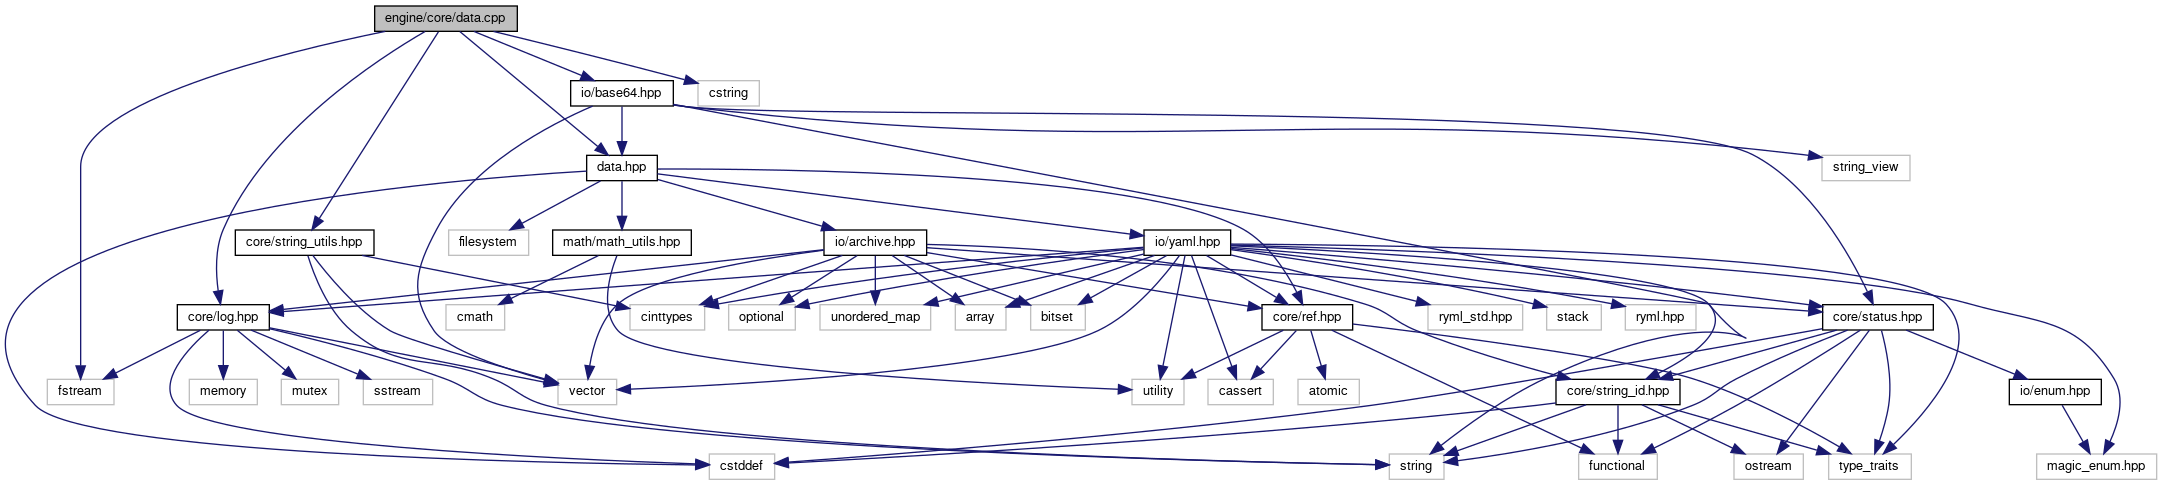 engine/core/data.cpp
io/base64.hpp
cstring
data.hpp
string_view
filesystem
core/string_utils.hpp
math/math_utils.hpp
io/archive.hpp
io/yaml.hpp
core/log.hpp
cmath
cinttypes
optional
unordered_map
array
bitset
core/ref.hpp
ryml_std.hpp
stack
ryml.hpp
core/status.hpp
fstream
memory
mutex
sstream
vector
utility
cassert
atomic
core/string_id.hpp
io/enum.hpp
cstddef
string
functional
ostream
type_traits
magic_enum.hpp